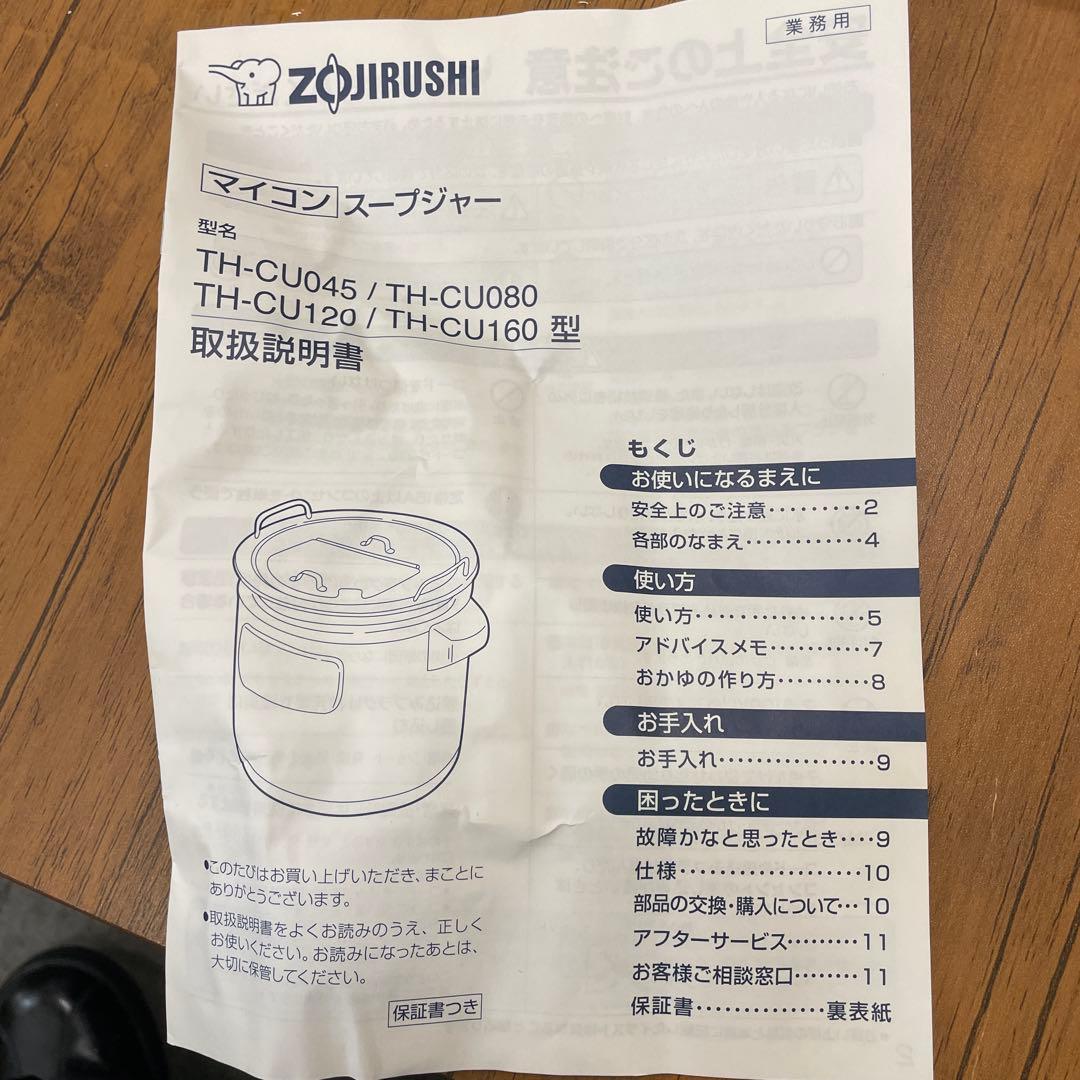 業務用
ZOJIRUSHI
マイコン スープジャー
型名
TH-CU045 / TH-CU080
TH-CU120 / TH-CU160 型
取扱説明書
もくじ
お使いになるまえに
安全上のご注意·········2
各部のなまえ············4
使い方
使い方··················5
アドバイスメモ···········7
おかゆの作り方··········8
お手入れ
お手入れ················9
困ったときに
故障かなと思ったとき····9
仕様···················10
部品の交換・購入について···10
アフターサービス·········11
お客様ご相談窓口········11
保証書··············裏表紙
●このたびはお買い上げいただき、まことに
ありがとうございます。
●取扱説明書をよくお読みのうえ、正しく
お使いください。お読みになったあとは、
大切に保管してください。
保証書つき